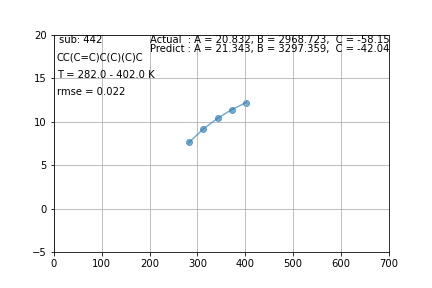 sub: 442
Actual : A = 20.832, B = 2968.723, C = -58.15
Predict : A = 21.343, B = 3297.359, C = -42.04
CC(C=C)C(C)(C)C
T = 282.0 - 402.0 K
rmse = 0.022
20
15
10
5
0
−5
0 100 200 300 400 500 600 700